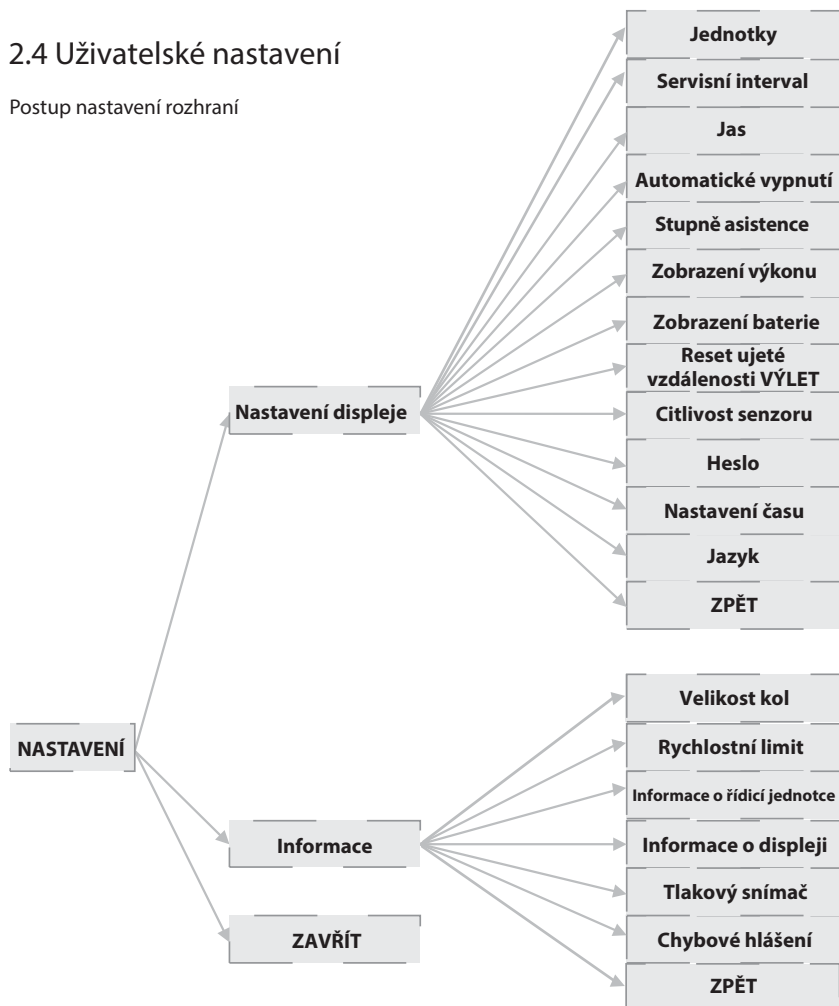 2.4 Uživatelské nastavení
Postup nastavení rozhraní
Jednotky
Servisní interval
Jas
Automatické vypnutí
Stupně asistence
Zobrazení výkonu
Zobrazení baterie
Reset ujeté
vzdálenosti VÝLET
Nastavení displeje
Citlivost senzoru
Heslo
Nastavení času
Jazyk
ZPĚT
NASTAVENÍ
Velikost kol
Rychlostní limit
Informace o řídicí jednotce
Informace
Informace o displeji
Tlakový snímač
Chybové hlášení
ZAVŘÍT
ZPĚT